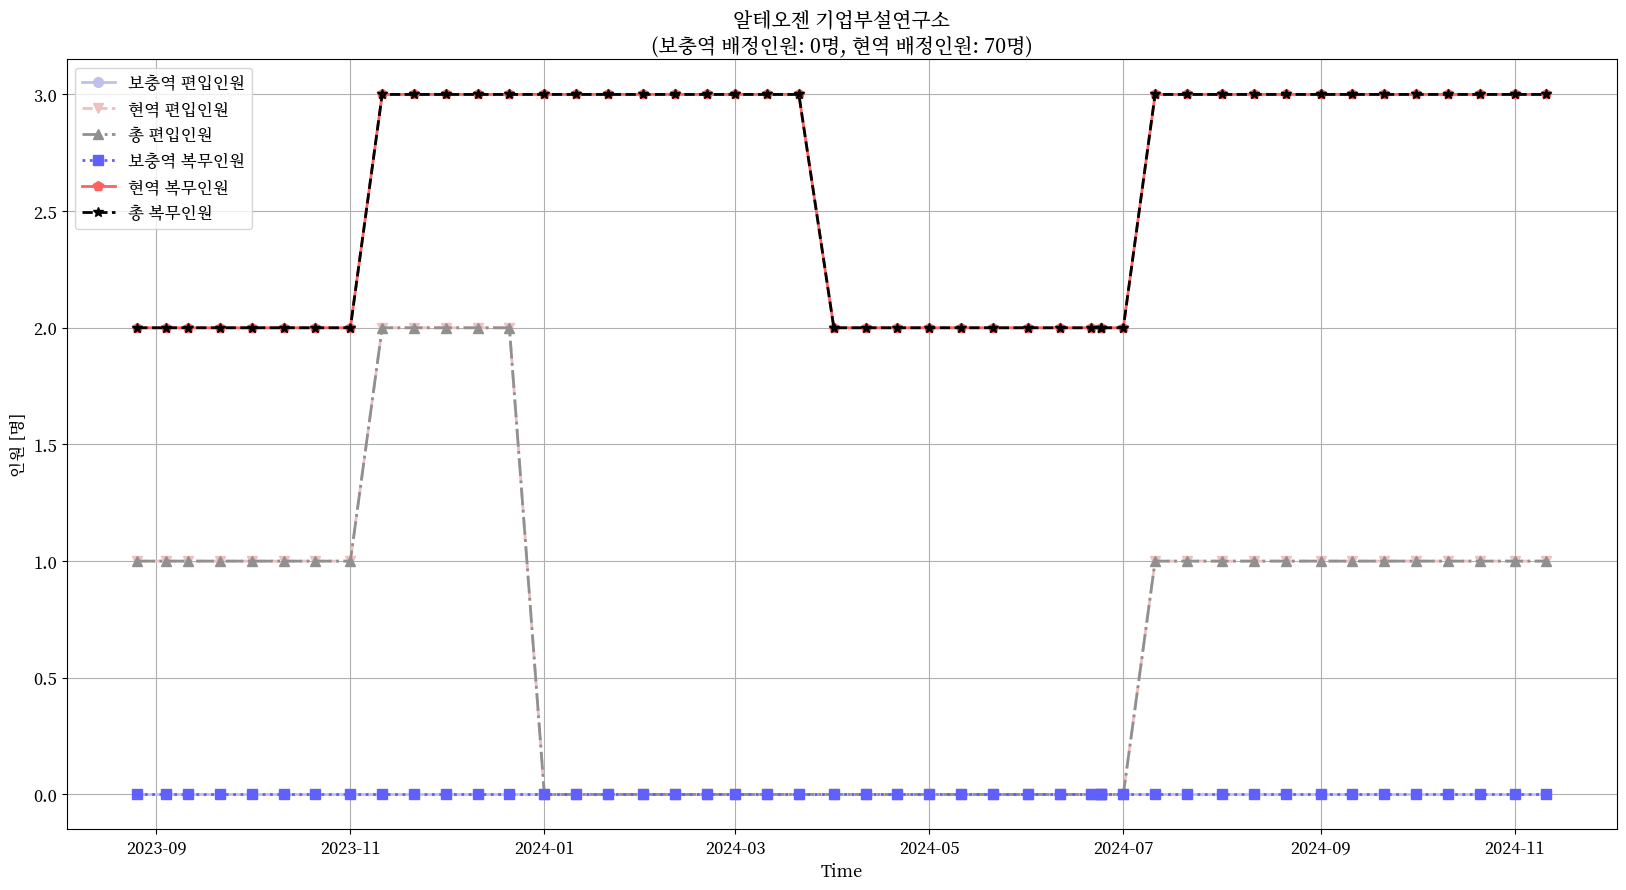 알테오젠 기업부설연구소
(보충역 배정인원: 0명, 현역 배정인원: 70명)
보충역 편입인원
현역 편입인원
총 편입인원
보충역 복무인원
현역 복무인원
총 복무인원
3.0
2.5
2.0
1.5
1.0
0.5
0.0
인원 [명]
2023-09
2023-11
2024-01
2024-03
2024-05
2024-07
2024-09
2024-11
Time